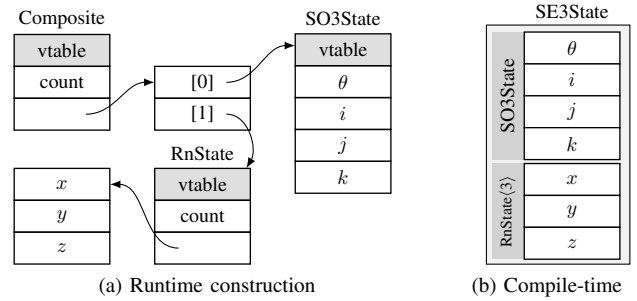 Composite
vtable
count
[0]
[1]
SO3State
vtable
θ
i
j
k
RnState
vtable
count
x
y
z
(a) Runtime construction
SE3State
SO3State
θ
i
j
k
RnState⟨3⟩
x
y
z
(b) Compile-time